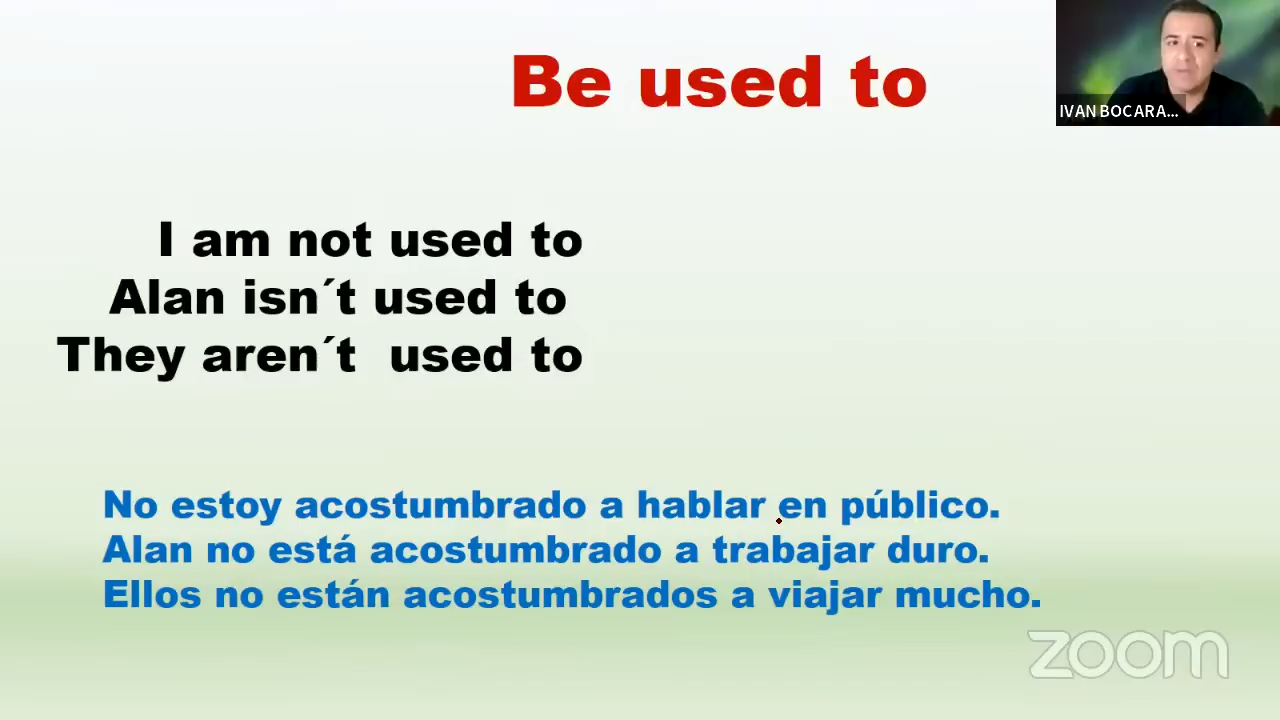 Be used to
IVAN BOCARA...
I am not used to
Alan isn´t used to
They aren´t used to
No estoy acostumbrado a hablar en público.
Alan no está acostumbrado a trabajar duro.
Ellos no están acostumbrados a viajar mucho.
zoom